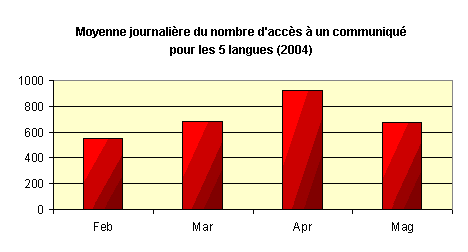 Moyenne journalière du nombre d'accès à un communiqué
pour les 5 langues (2004)
1000
800
600
400
200
0
Feb Mar Apr Mag